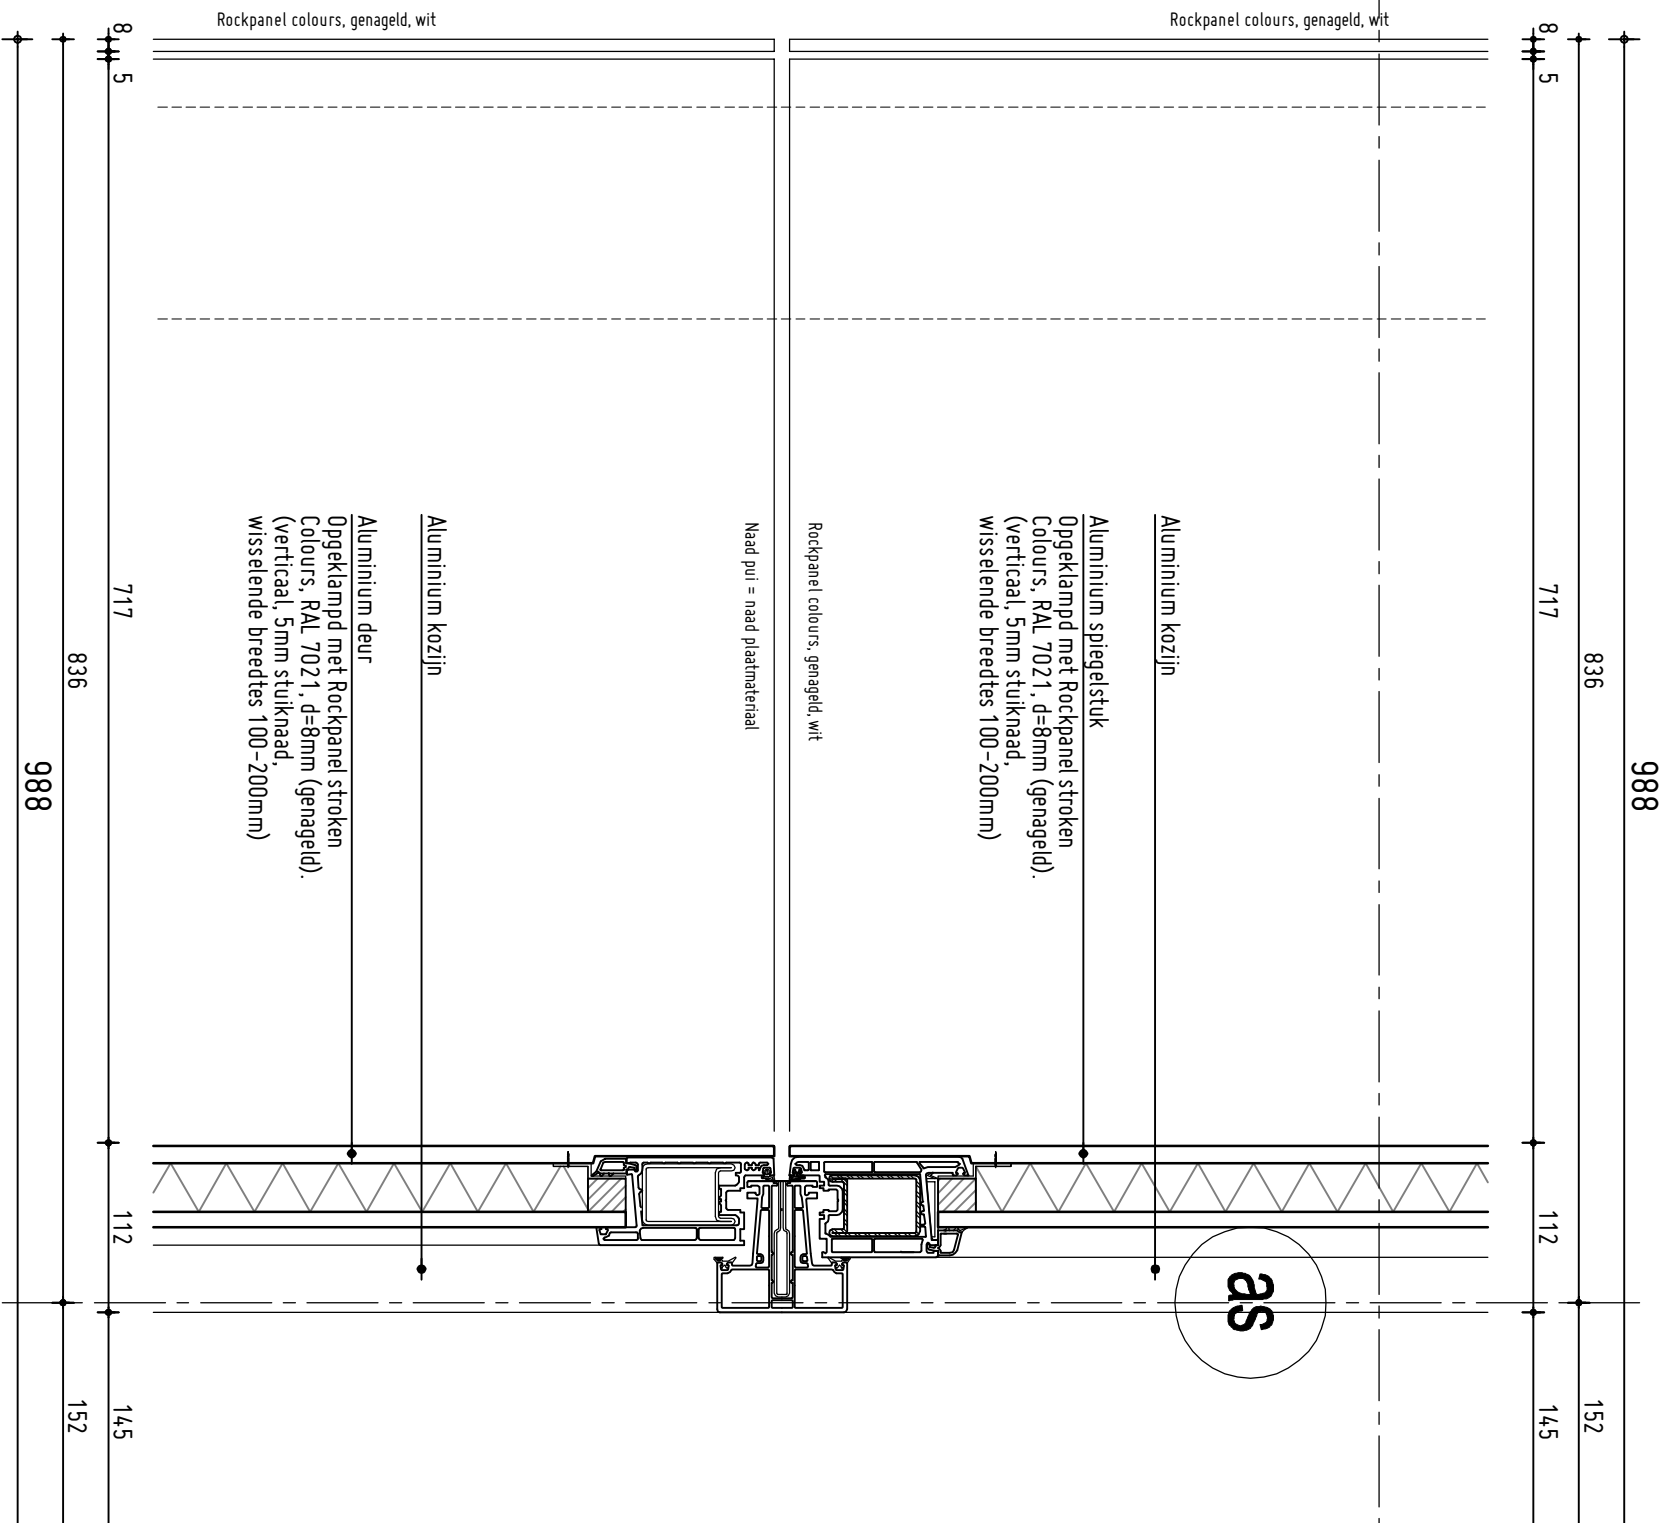 Rockpanel colours, genageld, wit
Rockpanel colours, genageld, wit
8
5
717
112
145
836
152
988
8
5
717
112
145
836
152
988
Aluminium kozijn
Aluminium spiegelstuk
Opgeklampd met Rockpanel stroken
Colours, RAL 7021, d=8mm (genageld).
(verticaal, 5mm stuiknaad,
wisselende breedtes 100-200mm)
Rockpanel colours, genageld, wit
Naad pui = naad plaatmateriaal
Aluminium kozijn
Aluminium deur
Opgeklampd met Rockpanel stroken
Colours, RAL 7021, d=8mm (genageld).
(verticaal, 5mm stuiknaad,
wisselende breedtes 100-200mm)
as